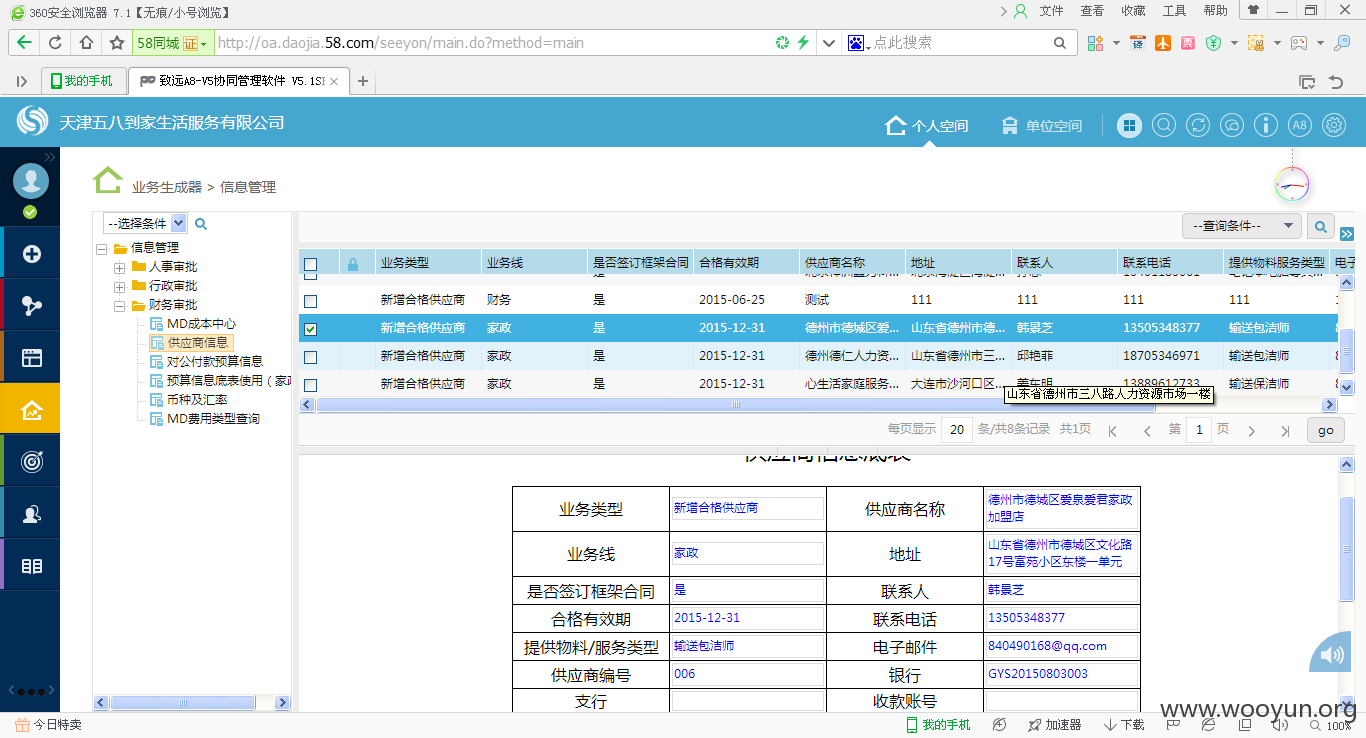 360安全浏览器 7.1【无痕/小号浏览】
文件 查看 收藏 工具 帮助
58同城 证 http://oa.daojia.58.com/seeyon/main.do?method=main 点此搜索
我的手机 致远A8-V5协同管理软件 V5.1SP
天津五八到家生活服务有限公司 个人空间 单位空间 A8
业务生成器 > 信息管理
--选择条件
--查询条件--
信息管理
人事审批
行政审批
财务审批
MD成本中心
供应商信息
对公付款预算信息
预算信息底表使用（家政
币种及汇率
MD费用类型查询
业务类型 业务线 是否签订框架合同 合格有效期 供应商名称 地址 联系人 联系电话 提供物料服务类型 电子
新增合格供应商 财务 是 2015-06-25 测试 111 111 111 111
新增合格供应商 家政 是 2015-12-31 德州市德城区爱... 山东省德州市德... 韩景芝 13505348377 输送包洁师
新增合格供应商 家政 是 2015-12-31 德州德仁人力资... 山东省德州市三... 邱艳菲 18705346971 输送包洁师
新增合格供应商 家政 是 2015-12-31 心生活家庭服务... 大连市沙河口区... 姜东明 13889612733 输送保洁师
山东省德州市三八路人力资源市场一楼
每页显示 20 条/共8条记录 共1页 第 1 页 go
供应商信息底表
业务类型 新增合格供应商 供应商名称 德州市德城区爱泉爱君家政
加盟店
业务线 家政 地址 山东省德州市德城区文化路
17号富苑小区东楼一单元
是否签订框架合同 是 联系人 韩景芝
合格有效期 2015-12-31 联系电话 13505348377
提供物料/服务类型 输送包洁师 电子邮件 840490168@qq.com
供应商编号 006 银行 GYS20150803003
支行 收款账号
www.wooyun.org
今日特卖 我的手机 加速器 下载 100%